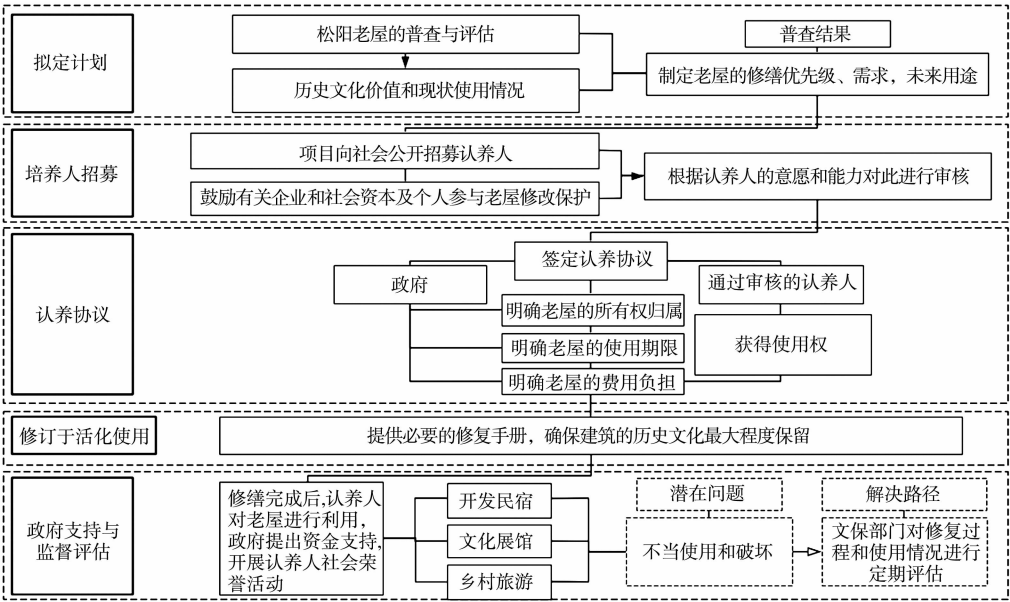 拟定计划
松阳老屋的普查与评估
历史文化价值和现状使用情况
普查结果
制定老屋的修缮优先级、需求，未来用途
培养人招募
项目向社会公开招募认养人
鼓励有关企业和社会资本及个人参与老屋修改保护
根据认养人的意愿和能力对此进行审核
认养协议
签定认养协议
政府
通过审核的认养人
明确老屋的所有权归属
明确老屋的使用期限
明确老屋的费用负担
获得使用权
修订于活化使用
提供必要的修复手册，确保建筑的历史文化最大程度保留
政府支持与
监督评估
修缮完成后,认养人
对老屋进行利用，
政府提出资金支持,
开展认养人社会荣
誉活动
开发民宿
文化展馆
乡村旅游
潜在问题
不当使用和破坏
解决路径
文保部门对修复过
程和使用情况进行
定期评估